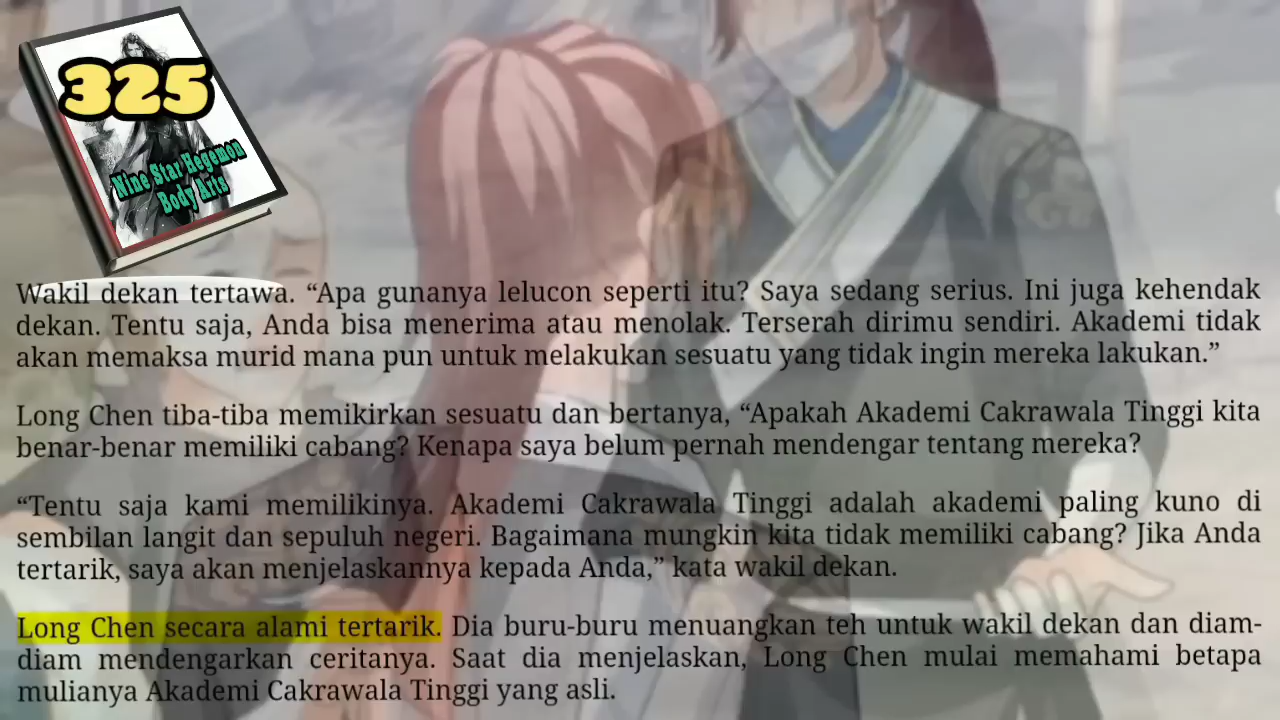 325
Nine Star Hegemon
Body Arts
Wakil dekan tertawa. “Apa gunanya lelucon seperti itu? Saya sedang serius. Ini juga kehendak
dekan. Tentu saja, Anda bisa menerima atau menolak. Terserah dirimu sendiri. Akademi tidak
akan memaksa murid mana pun untuk melakukan sesuatu yang tidak ingin mereka lakukan.”
Long Chen tiba-tiba memikirkan sesuatu dan bertanya, “Apakah Akademi Cakrawala Tinggi kita
benar-benar memiliki cabang? Kenapa saya belum pernah mendengar tentang mereka?
“Tentu saja kami memilikinya. Akademi Cakrawala Tinggi adalah akademi paling kuno di
sembilan langit dan sepuluh negeri. Bagaimana mungkin kita tidak memiliki cabang? Jika Anda
tertarik, saya akan menjelaskannya kepada Anda,” kata wakil dekan.
Long Chen secara alami tertarik. Dia buru-buru menuangkan teh untuk wakil dekan dan diam-
diam mendengarkan ceritanya. Saat dia menjelaskan, Long Chen mulai memahami betapa
mulianya Akademi Cakrawala Tinggi yang asli.